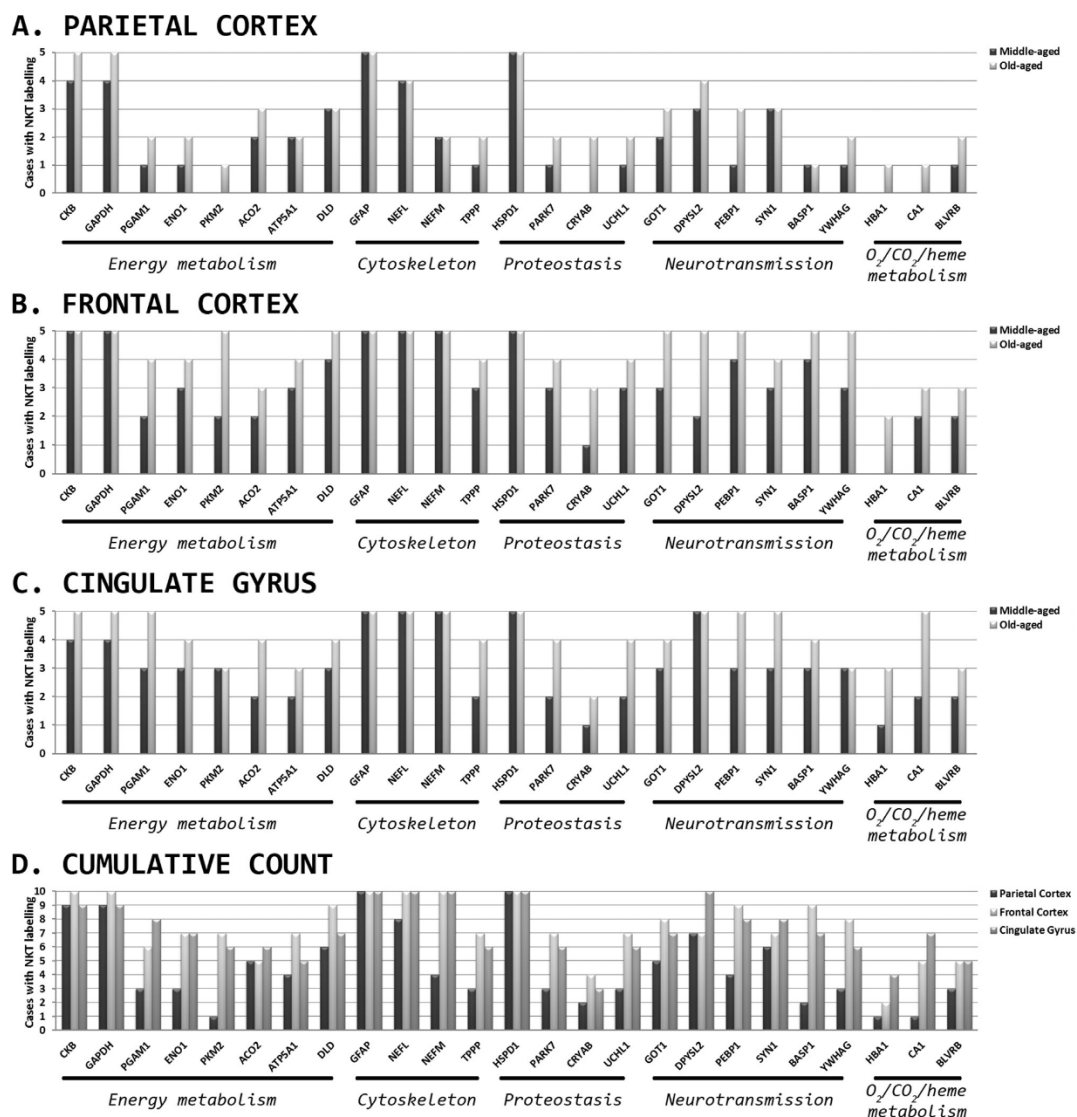 A. PARIETAL CORTEX
Cases with NKT labelling
5
4
3
2
1
0
Middle-aged
Old-aged
CKB GAPDH PGAM1 ENO1 PKM2 ACO2 ATP5A1 DLD GFAP NEFL NEFM TPPP HSPD1 PARK7 CRYAB UCHL1 GOT1 DPYSL2 PEBP1 SYN1 BASP1 YWHAG HBA1 CA1 BLVRB
Energy metabolism Cytoskeleton Proteostasis Neurotransmission O2/CO2/heme
metabolism
B. FRONTAL CORTEX
Cases with NKT labelling
5
4
3
2
1
0
Middle-aged
Old-aged
CKB GAPDH PGAM1 ENO1 PKM2 ACO2 ATP5A1 DLD GFAP NEFL NEFM TPPP HSPD1 PARK7 CRYAB UCHL1 GOT1 DPYSL2 PEBP1 SYN1 BASP1 YWHAG HBA1 CA1 BLVRB
Energy metabolism Cytoskeleton Proteostasis Neurotransmission O2/CO2/heme
metabolism
C. CINGULATE GYRUS
Cases with NKT labelling
5
4
3
2
1
0
Middle-aged
Old-aged
CKB GAPDH PGAM1 ENO1 PKM2 ACO2 ATP5A1 DLD GFAP NEFL NEFM TPPP HSPD1 PARK7 CRYAB UCHL1 GOT1 DPYSL2 PEBP1 SYN1 BASP1 YWHAG HBA1 CA1 BLVRB
Energy metabolism Cytoskeleton Proteostasis Neurotransmission O2/CO2/heme
metabolism
D. CUMULATIVE COUNT
Cases with NKT labelling
10
9
8
7
6
5
4
3
2
1
0
Parietal Cortex
Frontal Cortex
Cingulate Gyrus
CKB GAPDH PGAM1 ENO1 PKM2 ACO2 ATP5A1 DLD GFAP NEFL NEFM TPPP HSPD1 PARK7 CRYAB UCHL1 GOT1 DPYSL2 PEBP1 SYN1 BASP1 YWHAG HBA1 CA1 BLVRB
Energy metabolism Cytoskeleton Proteostasis Neurotransmission O2/CO2/heme
metabolism